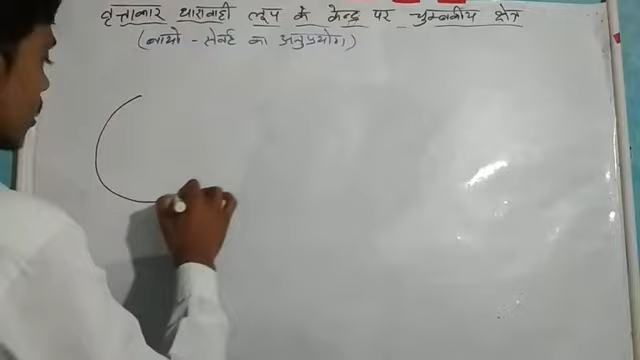 वृत्ताकार धारावाही लूप के केन्द्र पर चुम्बकीय क्षेत्र
(बायो - सेवर्ट का अनुप्रयोग)